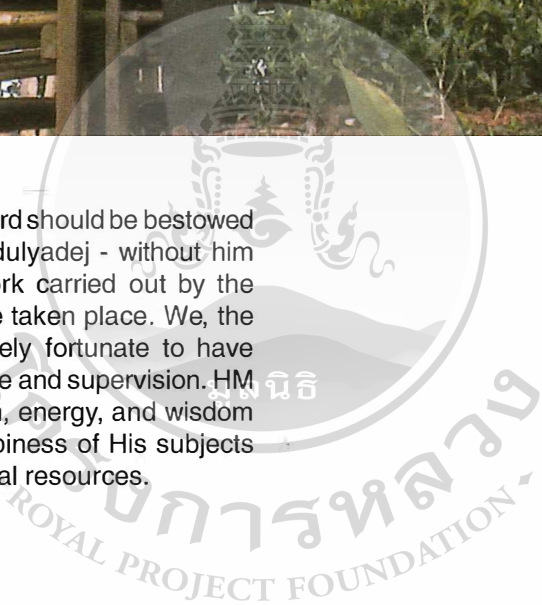 rd should be bestowed
dulyadej - without him
rk carried out by the
e taken place. We, the
ely fortunate to have
e and supervision. HM
, energy, and wisdom
piness of His subjects
al resources.
มูลนิธิ
โครงการหลวง
ROYAL PROJECT FOUNDATION